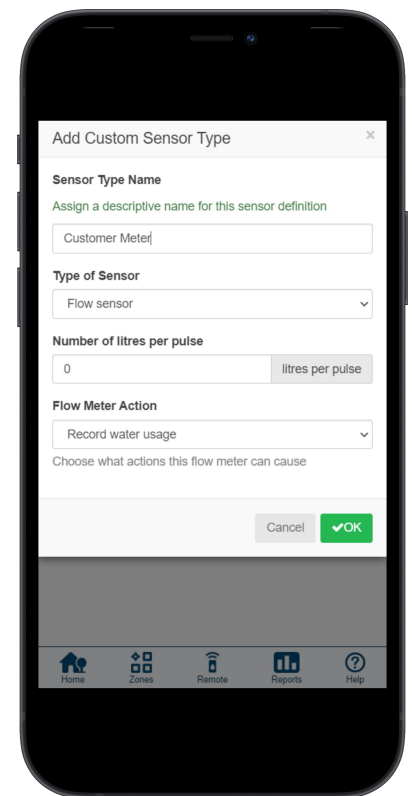 Add Custom Sensor Type
×
Sensor Type Name
Assign a descriptive name for this sensor definition
Customer Meter
Type of Sensor
Flow sensor
Number of litres per pulse
0 litres per pulse
Flow Meter Action
Record water usage
Choose what actions this flow meter can cause
Cancel ✔OK
Home Zones Remote Reports Help